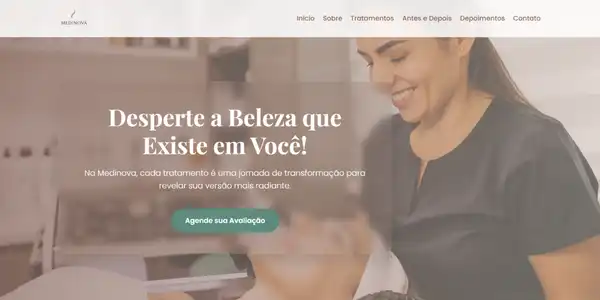 MEDINOVA
Início Sobre Tratamentos Antes e Depois Depoimentos Contato
Desperte a Beleza que
Existe em Você!
Na Medinova, cada tratamento é uma jornada de transformação para
revelar sua versão mais radiante.
Agende sua Avaliação